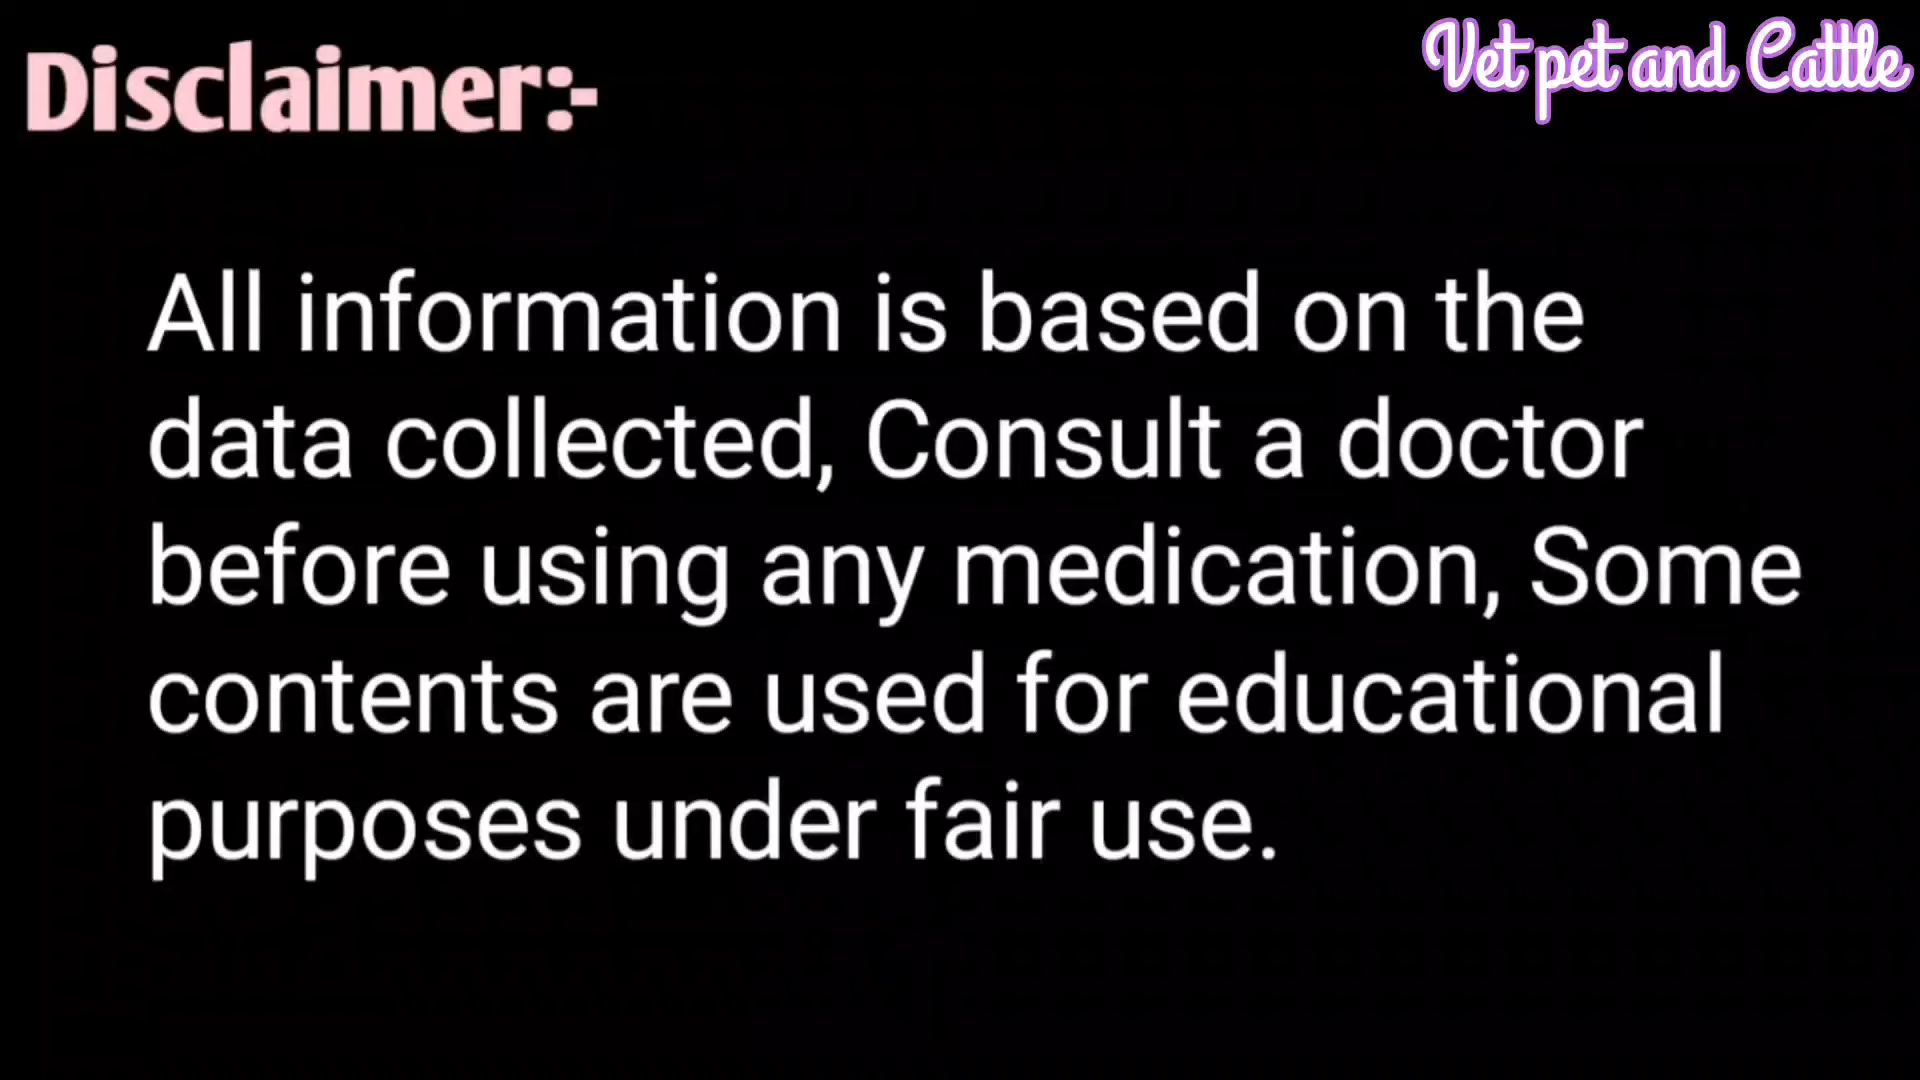 Disclaimer:-
Vet pet and Cattle
All information is based on the
data collected, Consult a doctor
before using any medication, Some
contents are used for educational
purposes under fair use.